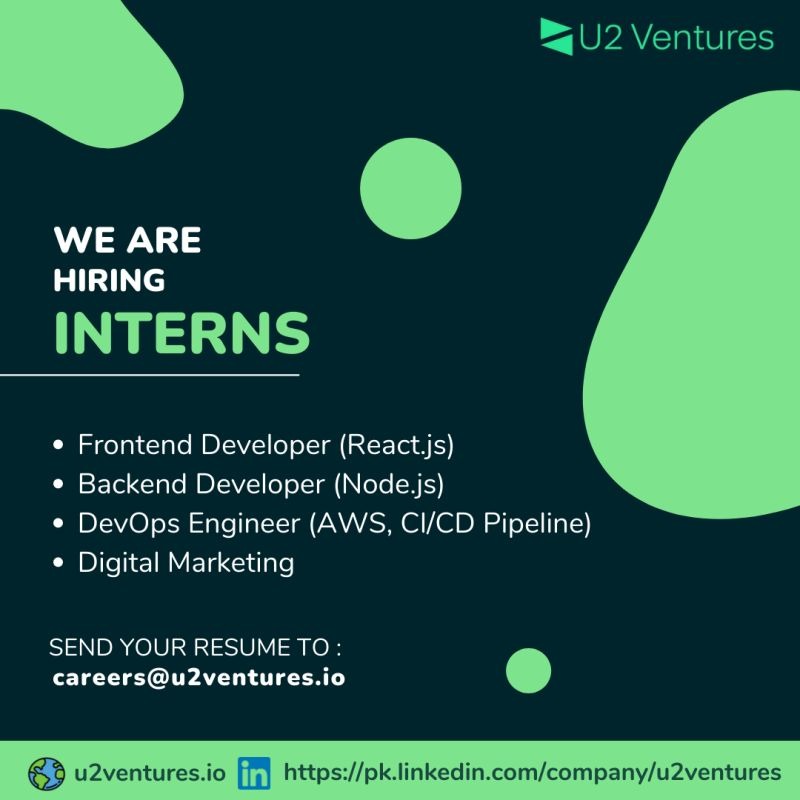 U2 Ventures
WE ARE
HIRING
INTERNS
• Frontend Developer (React.js)
• Backend Developer (Node.js)
• DevOps Engineer (AWS, CI/CD Pipeline)
• Digital Marketing
SEND YOUR RESUME TO :
careers@u2ventures.io
u2ventures.io in https://pk.linkedin.com/company/u2ventures